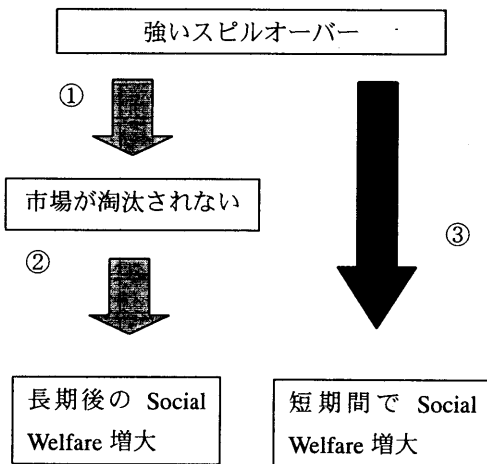 強いスピルオーバー
①
市場が淘汰されない
②
③
長期後の Social
Welfare 増大
短期間で Social
Welfare 増大